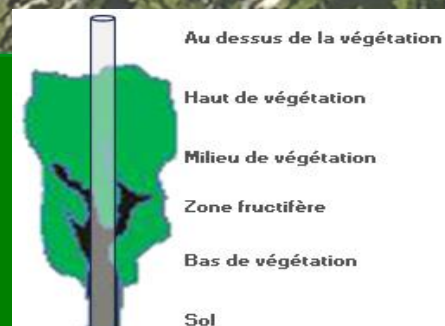 Au dessus de la végétation
Haut de végétation
Milieu de végétation
Zone fructifère
Bas de végétation
Sol